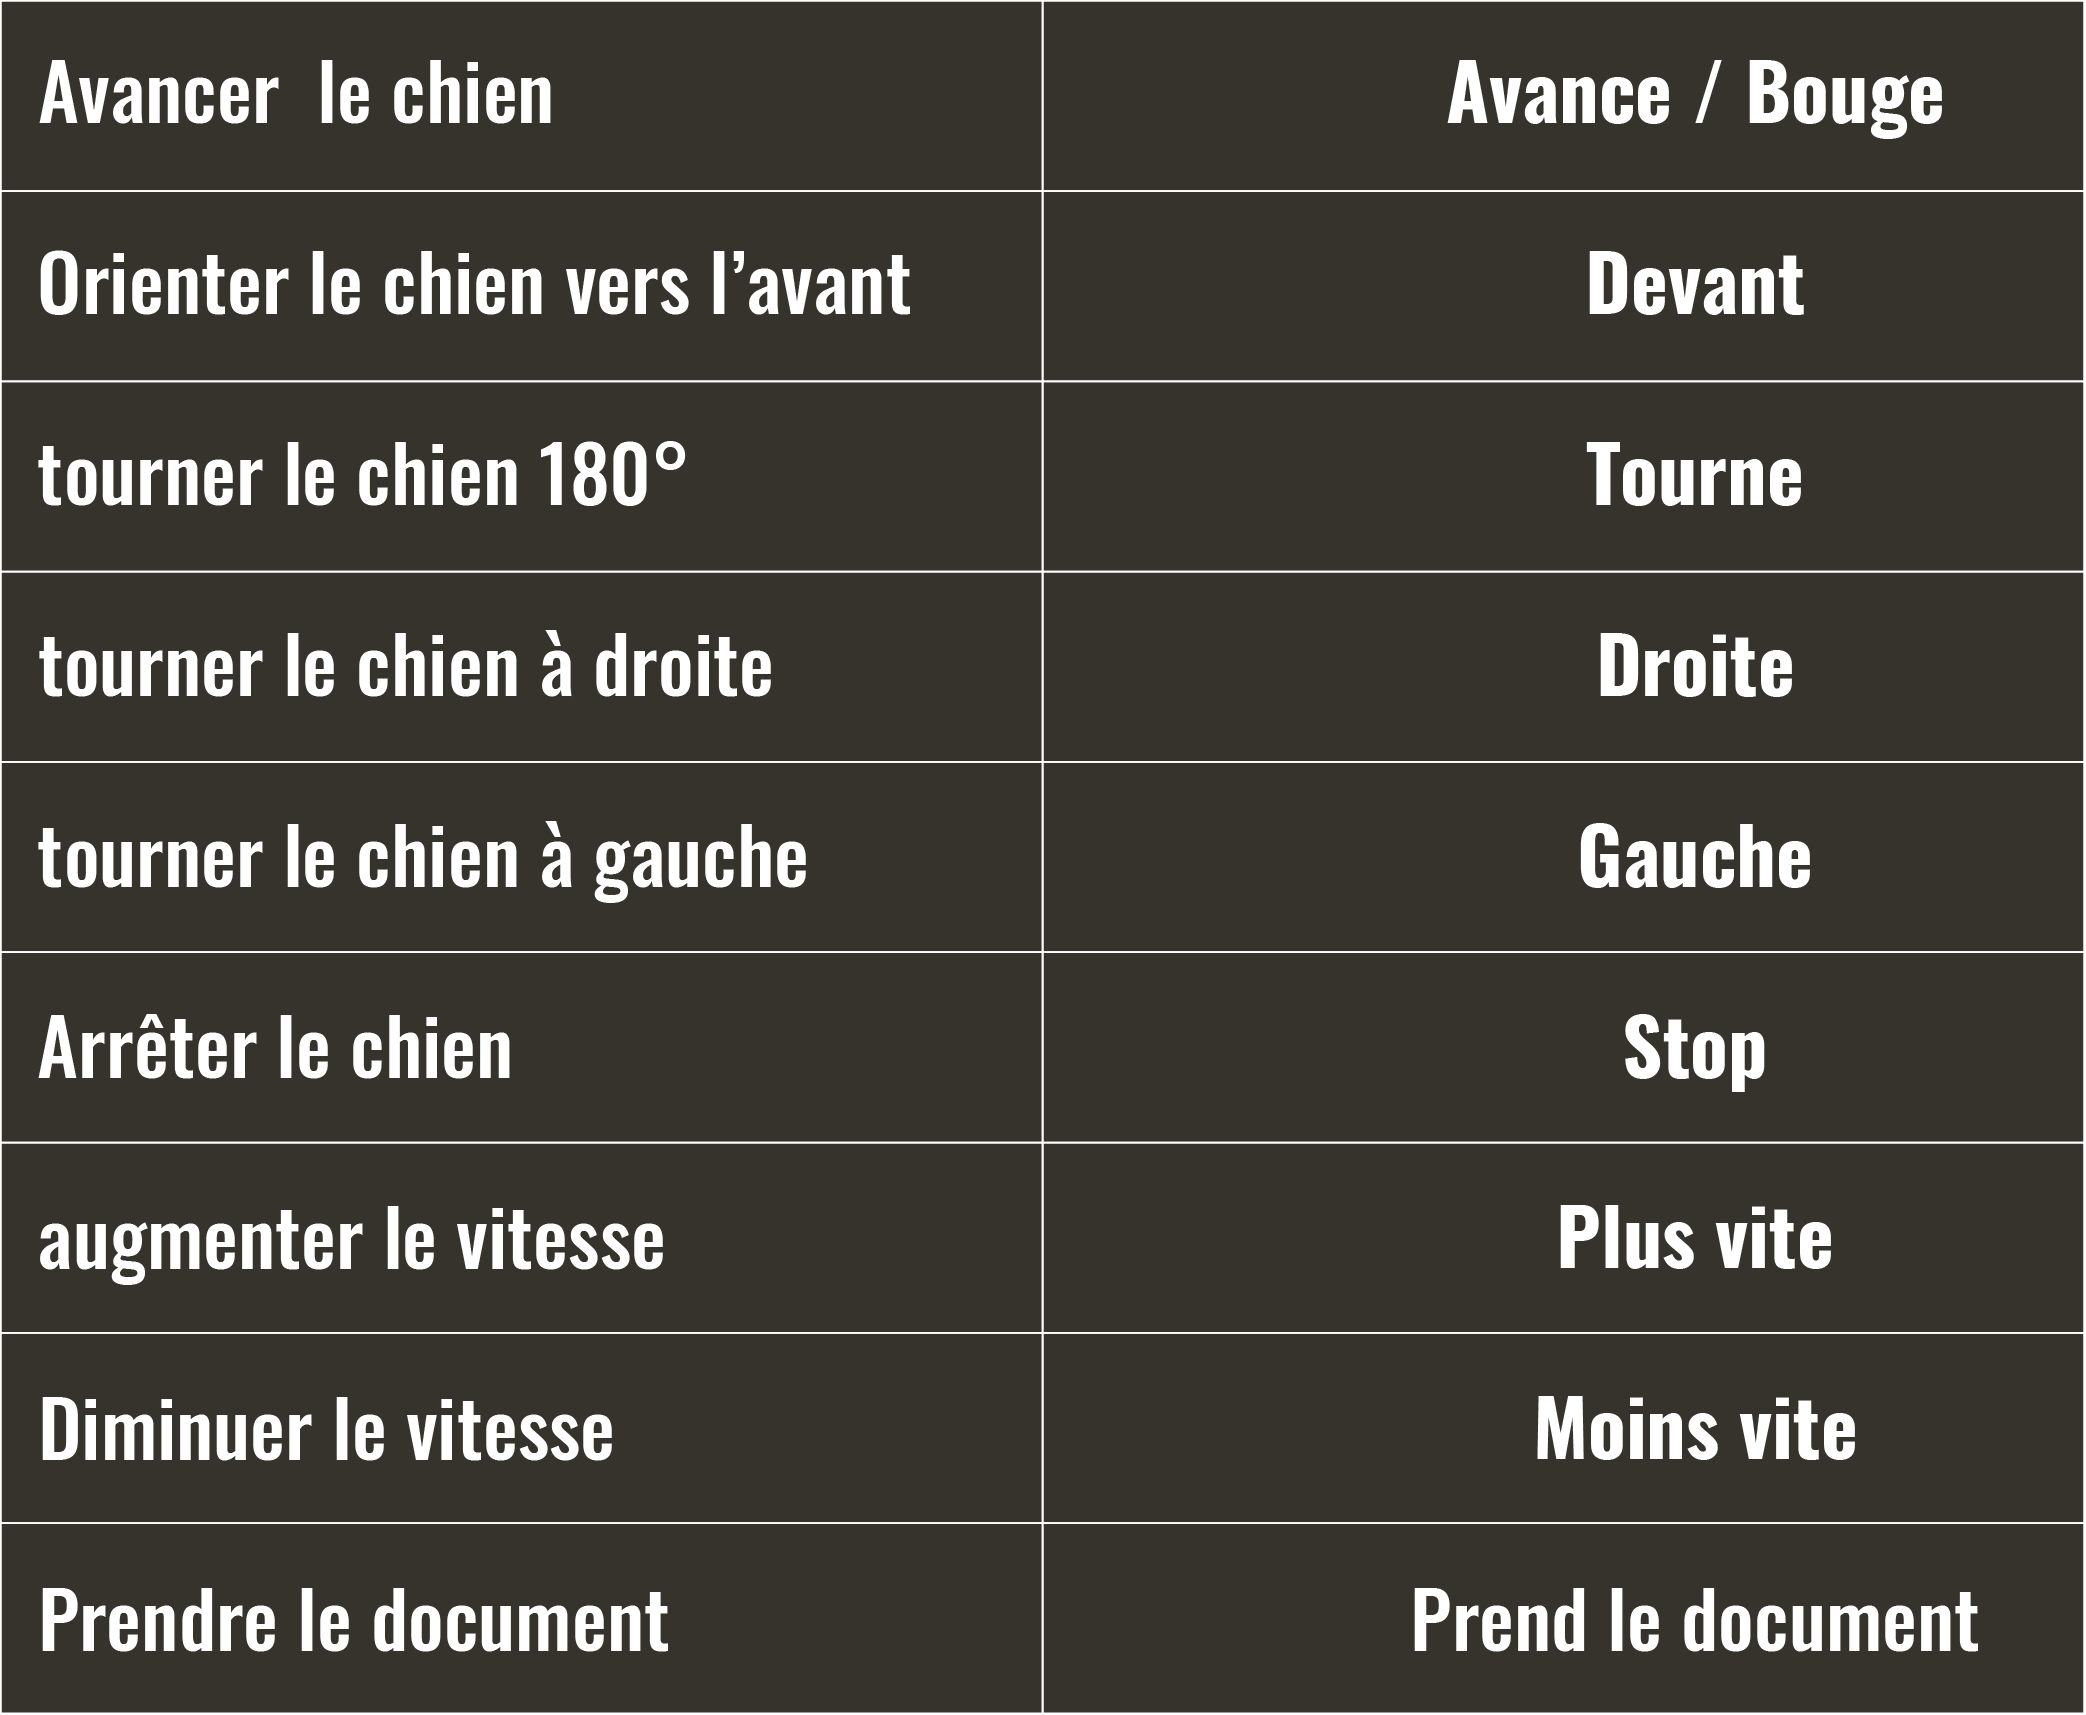 Avancer  le chien
Avance / Bouge
Orienter le chien vers l’avant
Devant
tourner le chien 180°
Tourne
tourner le chien à droite
Droite
tourner le chien à gauche
Gauche
Arrêter le chien
Stop
augmenter le vitesse
Plus vite
Diminuer le vitesse
Moins vite
Prendre le document
Prend le document